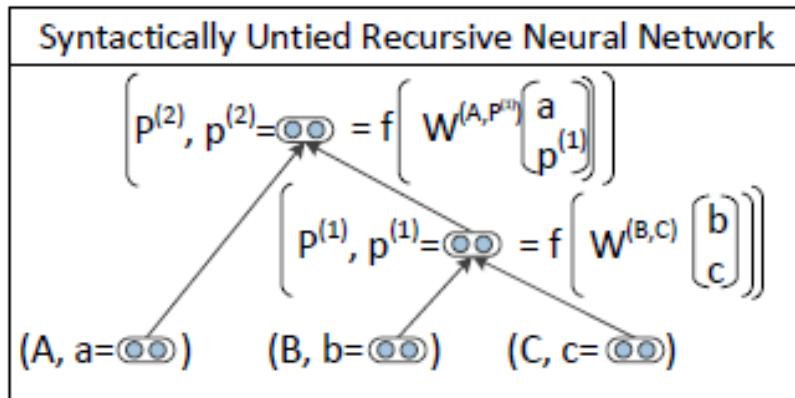 Syntactically Untied Recursive Neural Network
(P⁽²⁾, p⁽²⁾= = f(W⁽ᴬ,ᴾ⁽¹⁾⁾[a p⁽¹⁾]))
(P⁽¹⁾, p⁽¹⁾= = f(W⁽ᴮ,ꟲ⁾[b c]))
(A, a= ) (B, b= ) (C, c= )